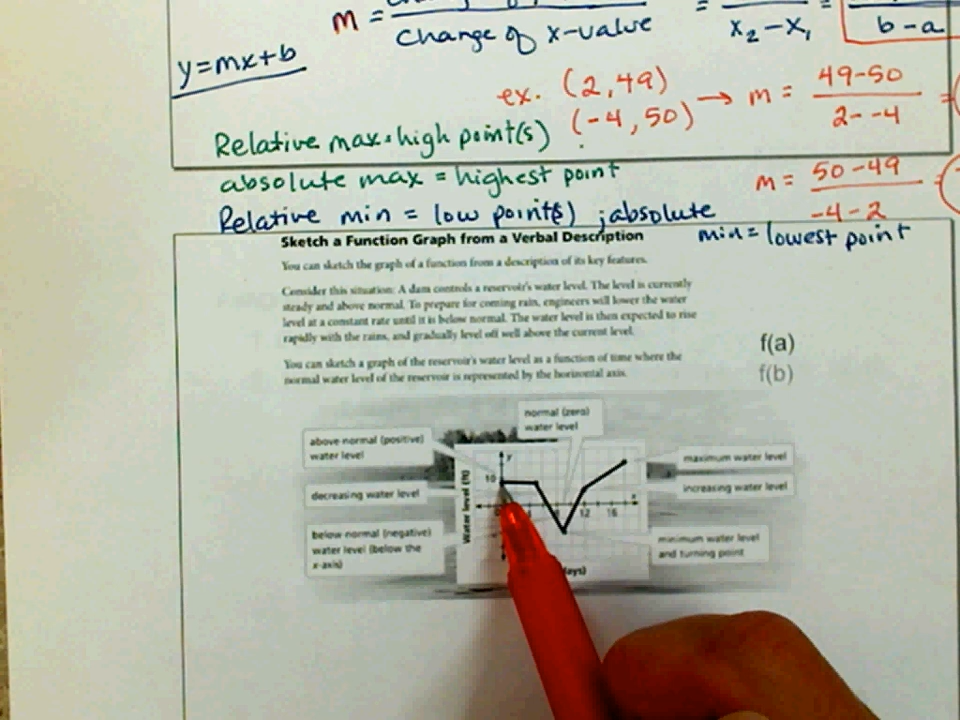 m =
change of x-value
=
x₂ - x₁
=
b - a
y = mx + b
ex. (2, 49)
(-4, 50) → m = 49-50
2--4
=
Relative max = high point(s)
absolute max = highest point
m = 50-49
-4-2
=
Relative min = low point(s) ; absolute
min = lowest point
Sketch a Function Graph from a Verbal Description
You can sketch the graph of a function from a description of its key features.
Consider this situation: A dam controls a reservoir's water level. The level is currently
steady and above normal. To prepare for coming rain, engineers will lower the water
level at a constant rate until it is below normal. The water level is then expected to rise
rapidly with the rains, and gradually level off well above the current level.
You can sketch a graph of the reservoir's water level as a function of time where the
normal water level of the reservoir is represented by the horizontal axis.
f(a)
f(b)
normal (zero)
water level
above normal (positive)
water level
decreasing water level
below normal (negative)
water level (below the
x-axis)
maximum water level
increasing water level
minimum water level
and turning point
Water level (ft)
y
10
x
12 16
days)